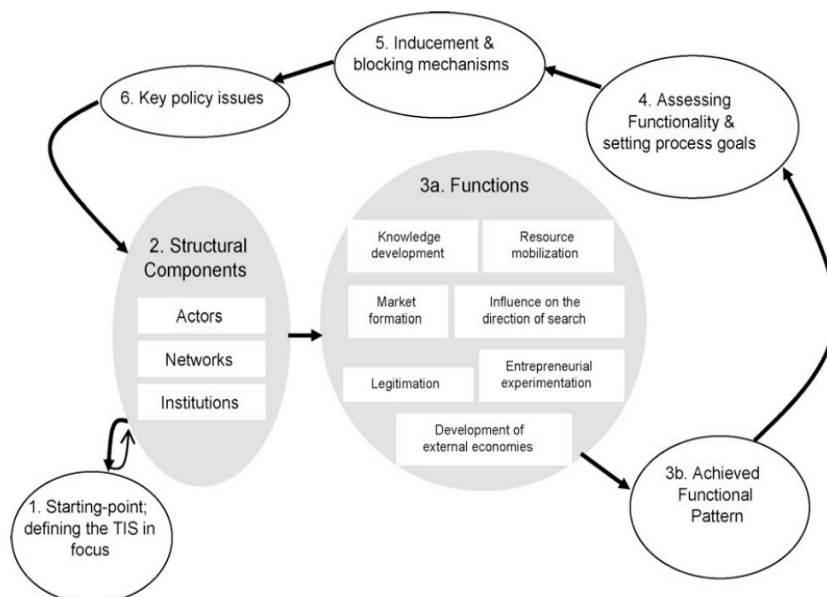 1. Starting-point;
defining the TIS in
focus
2. Structural
Components
Actors
Networks
Institutions
3a. Functions
Knowledge
development
Resource
mobilization
Market
formation
Influence on the
direction of search
Legitimation
Entrepreneurial
experimentation
Development of
external economies
3b. Achieved
Functional
Pattern
4. Assessing
Functionality &
setting process goals
5. Inducement &
blocking mechanisms
6. Key policy issues